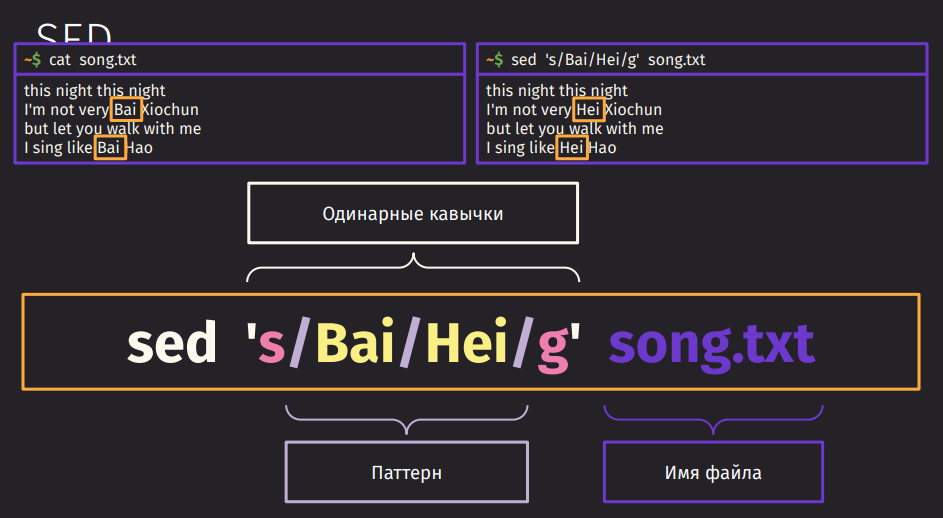 SED
~$ cat song.txt
this night this night
I'm not very Bai Xiochun
but let you walk with me
I sing like Bai Hao
~$ sed 's/Bai/Hei/g' song.txt
this night this night
I'm not very Hei Xiochun
but let you walk with me
I sing like Hei Hao
Одинарные кавычки
sed 's/Bai/Hei/g' song.txt
Паттерн
Имя файла